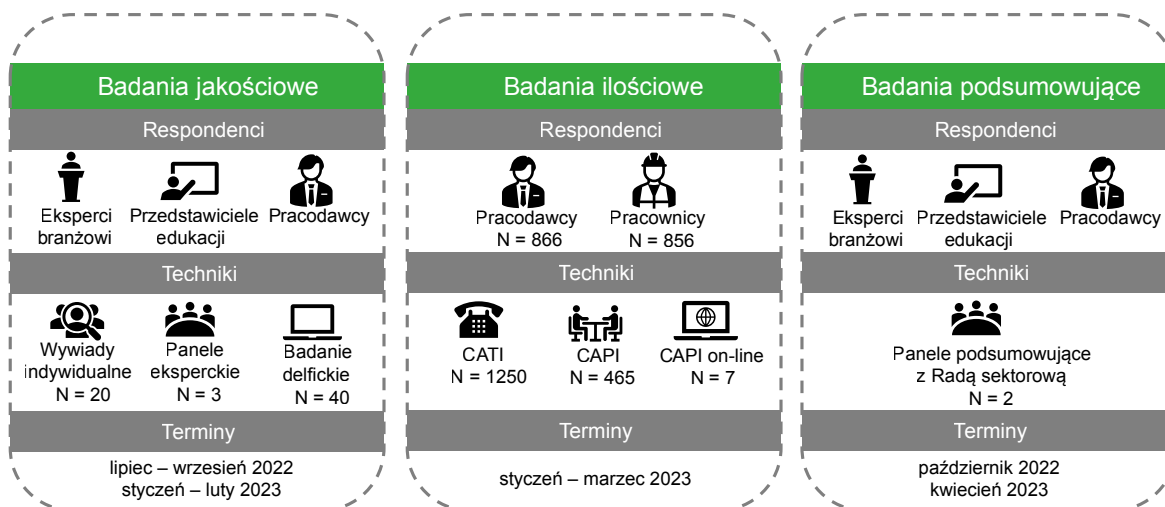 Badania jakościowe
Respondenci
Eksperci
branżowi
Przedstawiciele
edukacji
Pracodawcy
Techniki
Wywiady
indywidualne
N = 20
Panele
eksperckie
N = 3
Badanie
delfickie
N = 40
Terminy
lipiec – wrzesień 2022
styczeń – luty 2023
Badania ilościowe
Respondenci
Pracodawcy
N = 866
Pracownicy
N = 856
Techniki
CATI
N = 1250
CAPI
N = 465
CAPI on-line
N = 7
Terminy
styczeń – marzec 2023
Badania podsumowujące
Respondenci
Eksperci
branżowi
Przedstawiciele
edukacji
Pracodawcy
Techniki
Panele podsumowujące
z Radą sektorową
N = 2
Terminy
październik 2022
kwiecień 2023